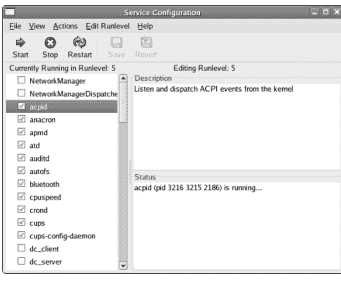 Service Configuration
File View Actions Edit Runlevel Help
Start Stop Restart Save Revert
Currently Running in Runlevel: 5 Editing Runlevel: 5
NetworkManager
NetworkManagerDispatche
acpid
anacron
apmd
atd
auditd
autofs
bluetooth
cpuspeed
crond
cups
cups-config-daemon
dc_client
dc_server
Description
Listen and dispatch ACPI events from the kernel
Status
acpid (pid 3216 3215 2186) is running...